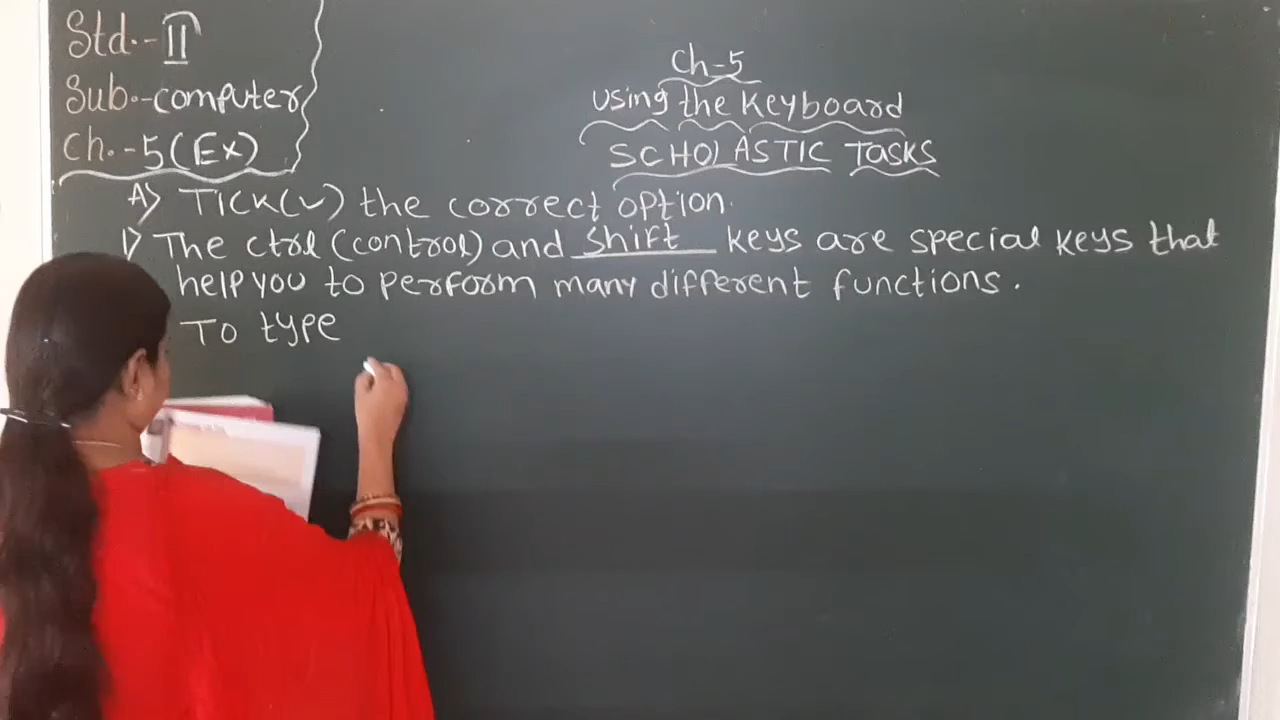 Std.- II
Sub.-computer
Ch.-5(Ex)
Ch-5
Using the Keyboard
SCHOLASTIC TASKS
A) TICK(✓) the correct option.
1) The ctrl (control) and shift keys are special keys that
help you to perform many different functions.
To type